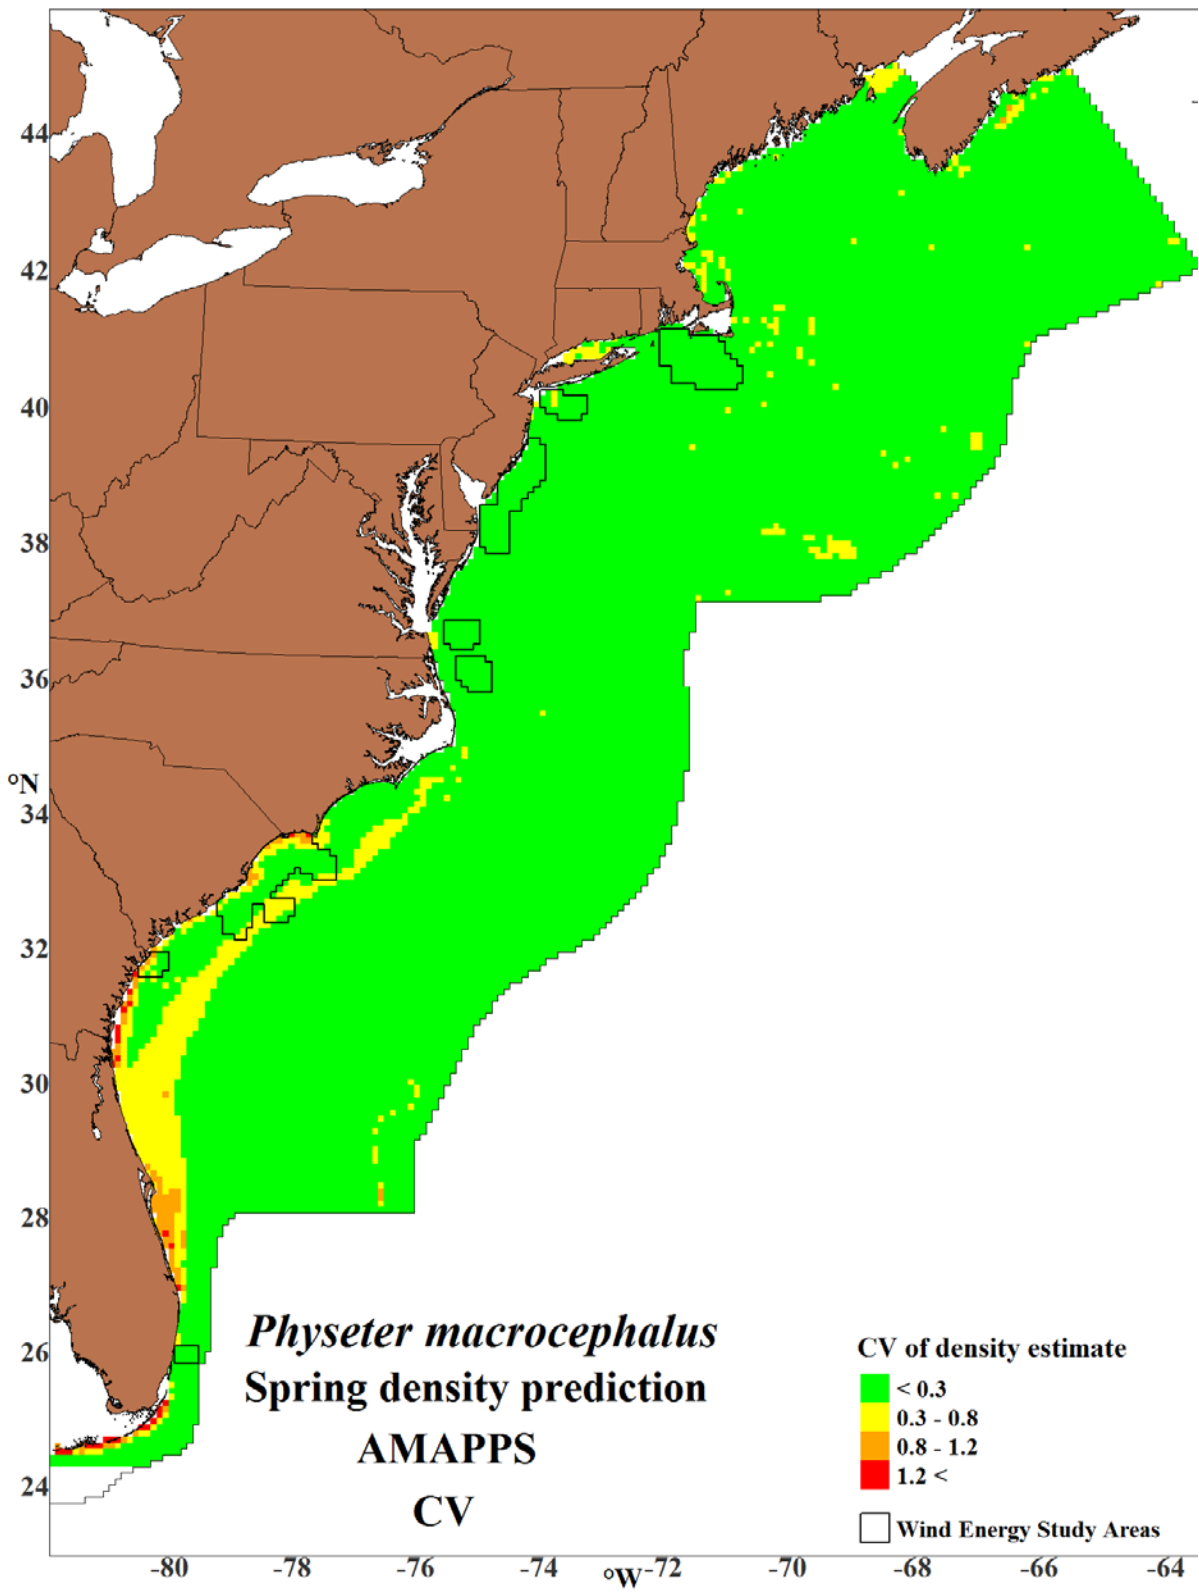 44
42
40
38
36
°N
34
32
30
28
26
24
Physeter macrocephalus
Spring density prediction
AMAPPS
CV
CV of density estimate
< 0.3
0.3 - 0.8
0.8 - 1.2
1.2 <
Wind Energy Study Areas
-80 -78 -76 -74 °W -72 -70 -68 -66 -64